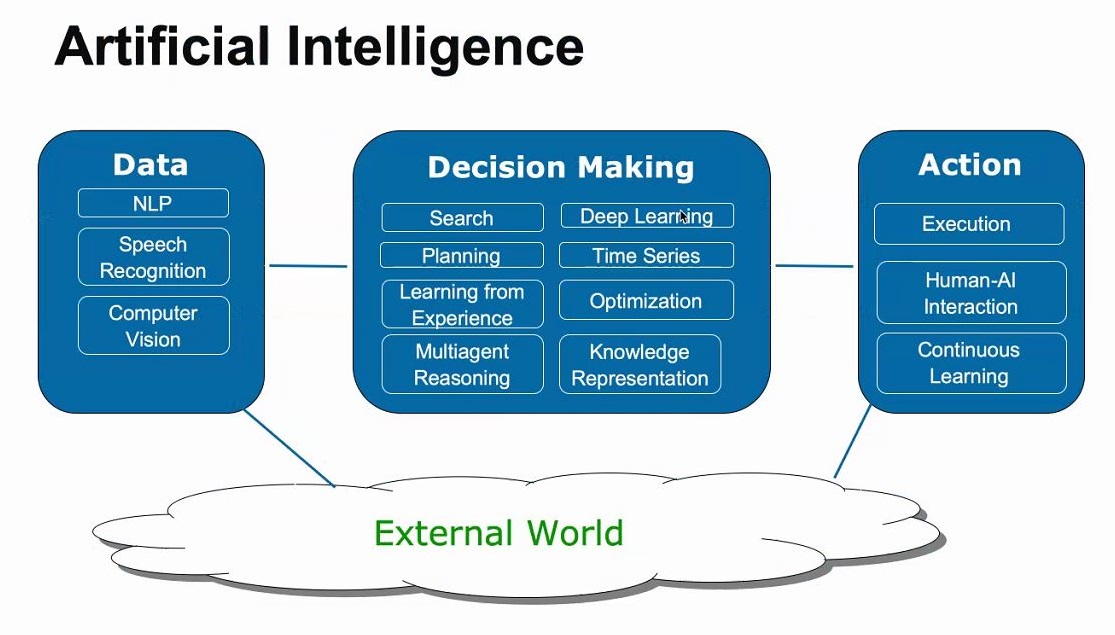 Artificial Intelligence
Data
NLP
Speech
Recognition
Computer
Vision
Decision Making
Search
Deep Learning
Planning
Time Series
Learning from
Experience
Optimization
Multiagent
Reasoning
Knowledge
Representation
Action
Execution
Human-AI
Interaction
Continuous
Learning
External World